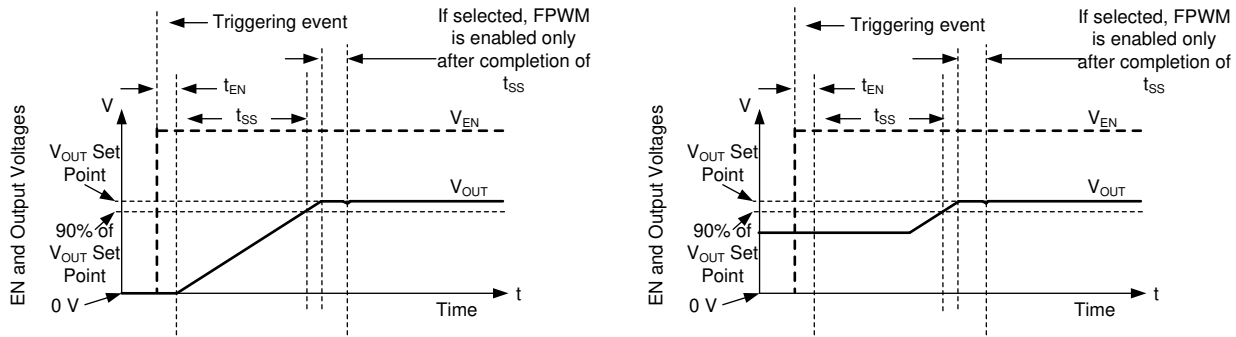 Triggering event
If selected, FPWM
is enabled only
after completion of
tSS
tEN
tSS
V
VEN
EN and Output Voltages
VOUT Set
Point
VOUT
90% of
VOUT Set
Point
0 V
t
Time
Triggering event
If selected, FPWM
is enabled only
after completion of
tSS
tEN
tSS
V
VEN
EN and Output Voltages
VOUT Set
Point
VOUT
90% of
VOUT Set
Point
0 V
t
Time